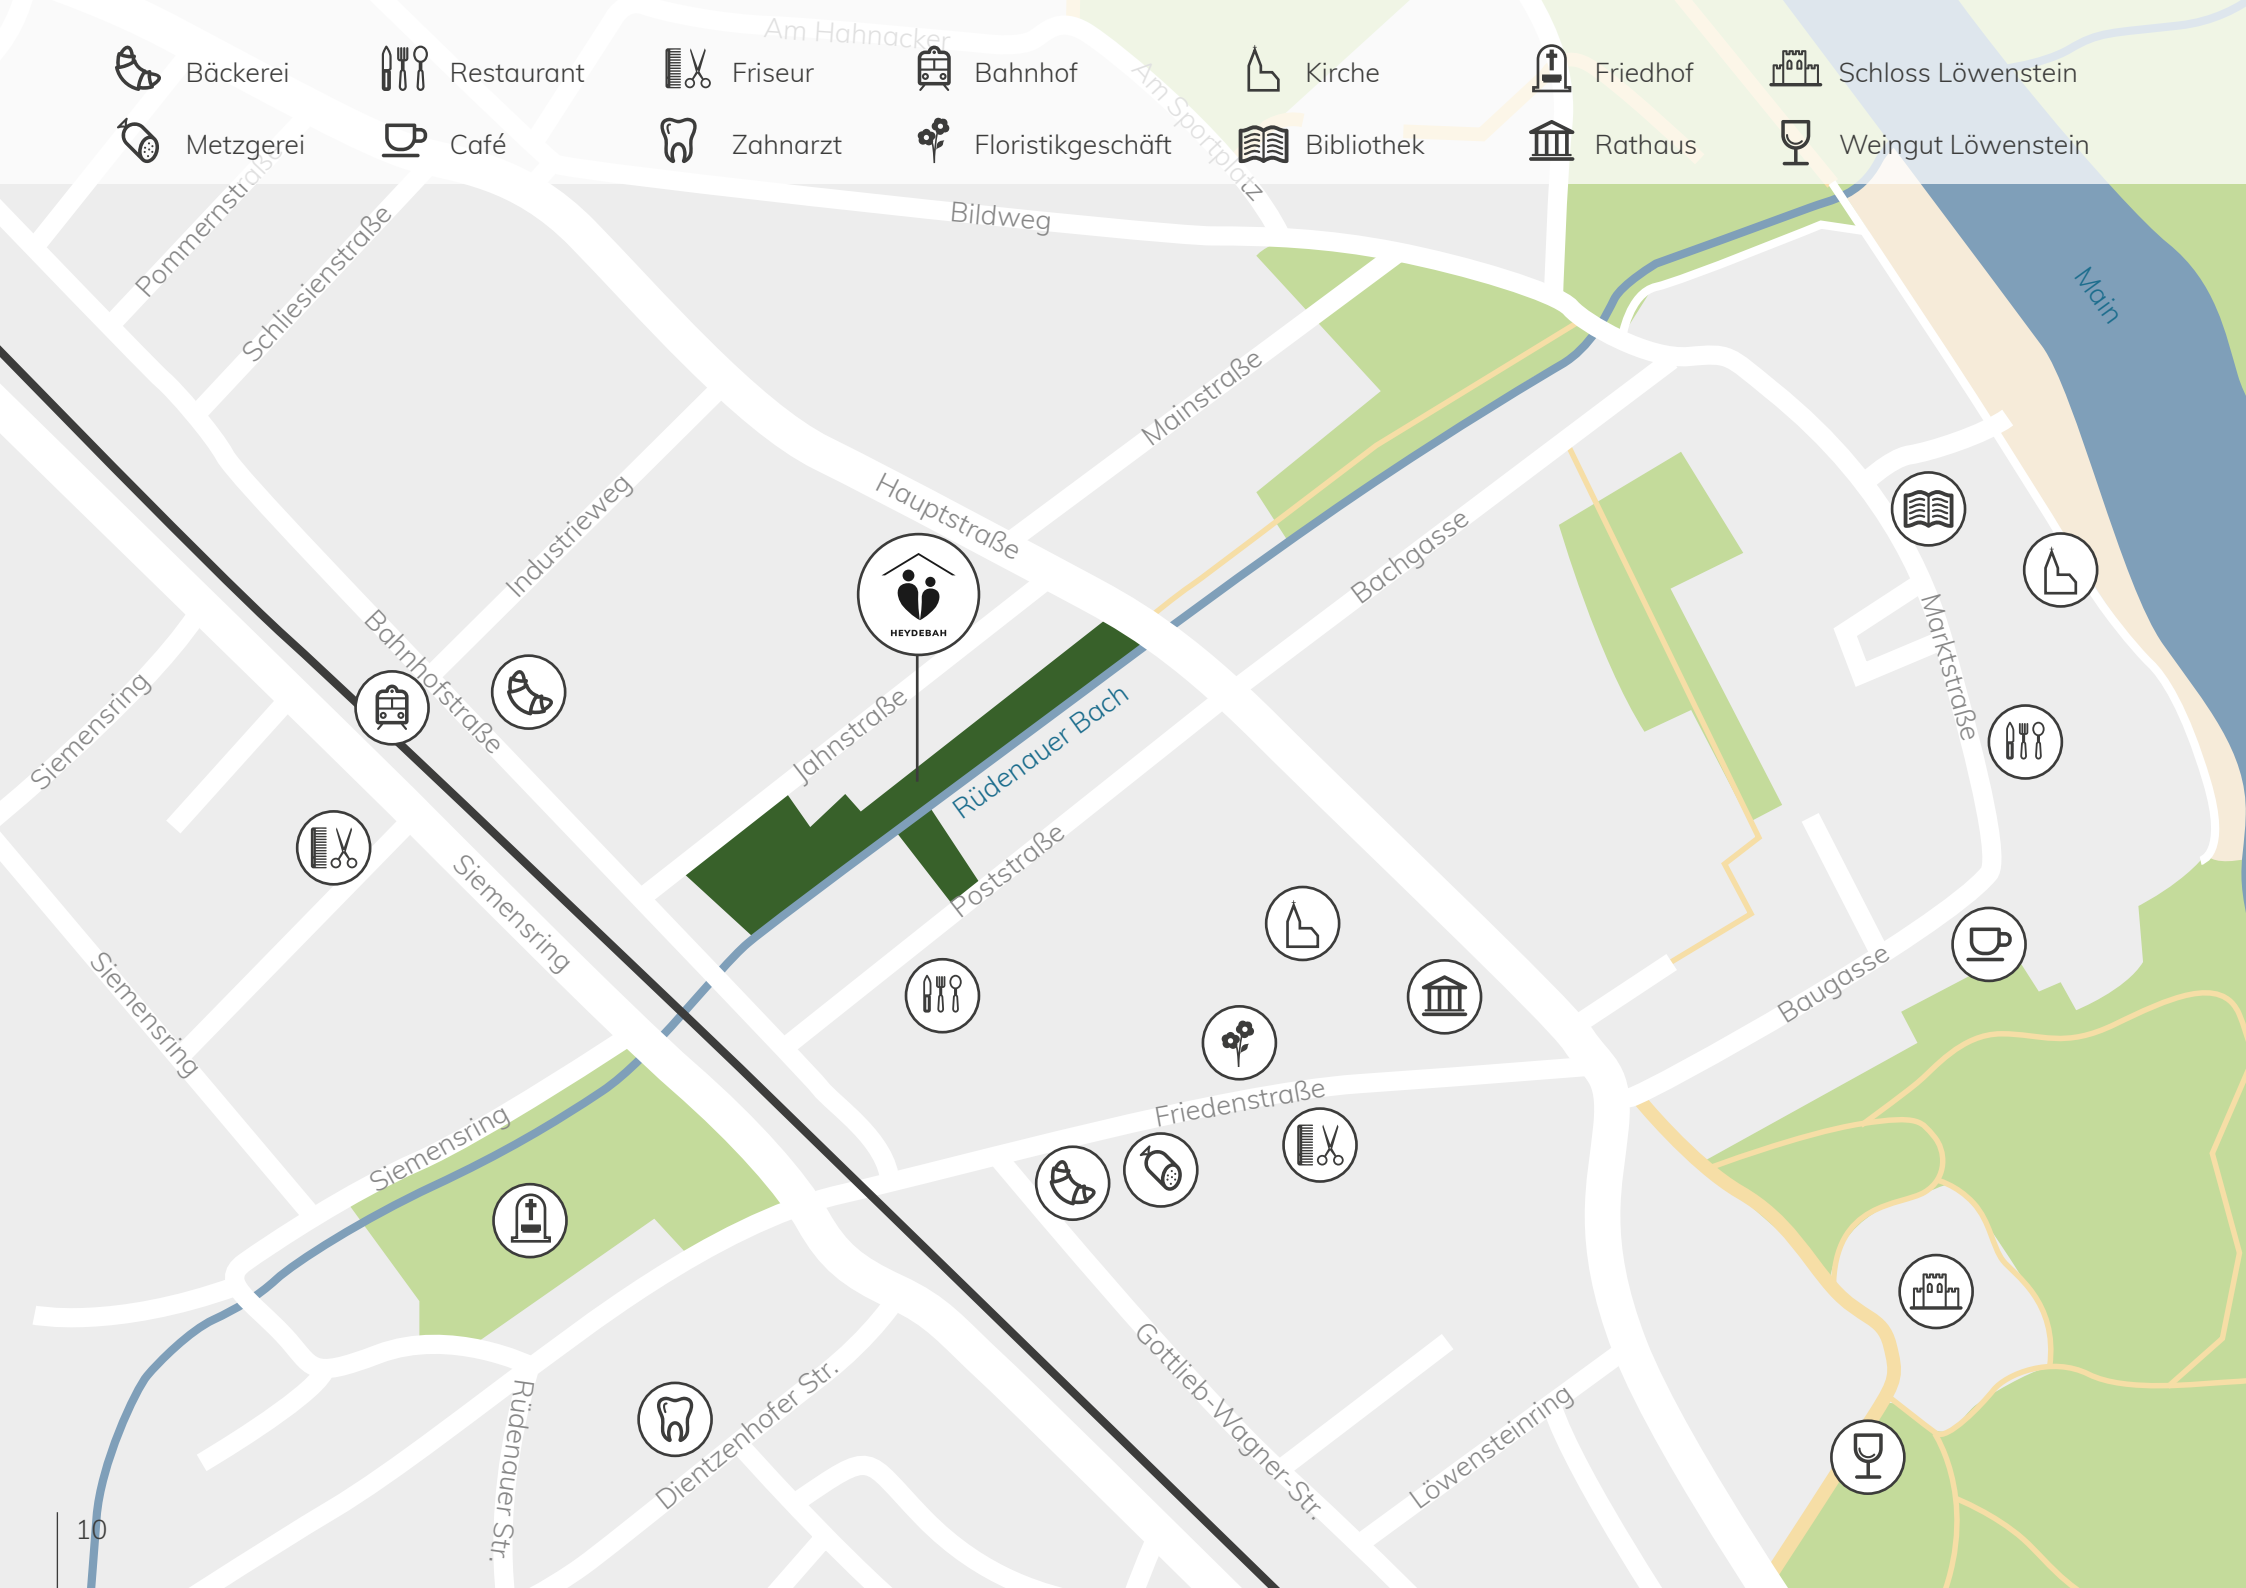 Am Hahnacker
Bäckerei
Restaurant
Friseur
Bahnhof
Kirche
Friedhof
Schloss Löwenstein
Metzgerei
Café
Zahnarzt
Floristikgeschäft
Bibliothek
Rathaus
Weingut Löwenstein
Am Sportplatz
Pommernstraße
Schliesienstraße
Bildweg
Main
Mainstraße
Hauptstraße
Industrieweg
Bachgasse
HEYDEBAH
Bahnhofstraße
Marktstraße
Siemensring
Jahnstraße
Rüdenauer Bach
Poststraße
Siemensring
Siemensring
Baugasse
Siemensring
Friedenstraße
Gottlieb-Wagner-Str.
Rüdenauer Str.
Dientzenhofer Str.
Löwensteinring
10